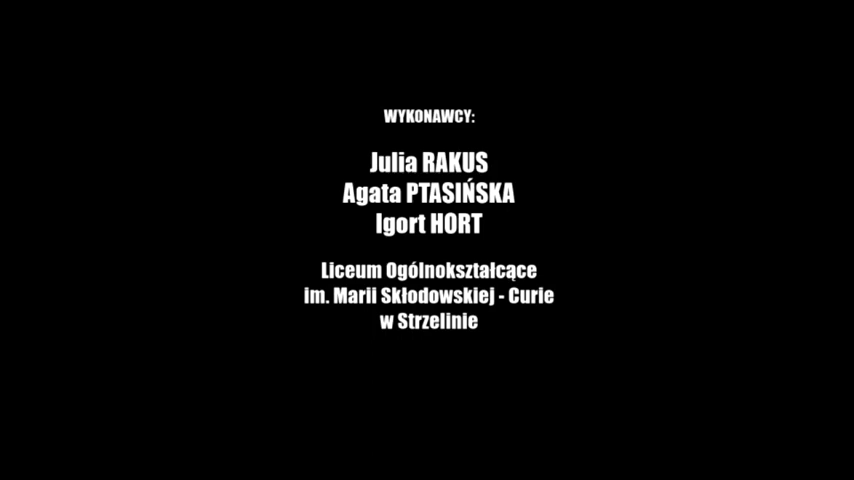 WYKONAWCY:
Julia RAKUS
Agata PTASIŃSKA
Igort HORT
Liceum Ogólnokształcące
im. Marii Skłodowskiej - Curie
w Strzelinie